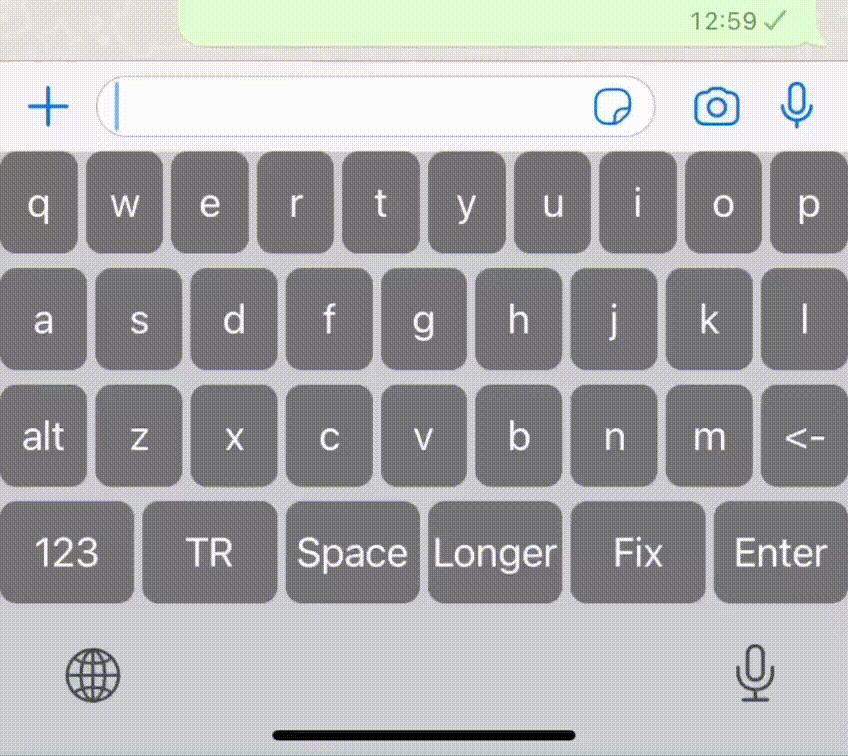 12:59
q w e r t y u i o p
a s d f g h j k l
alt z x c v b n m <-
123 TR Space Longer Fix Enter